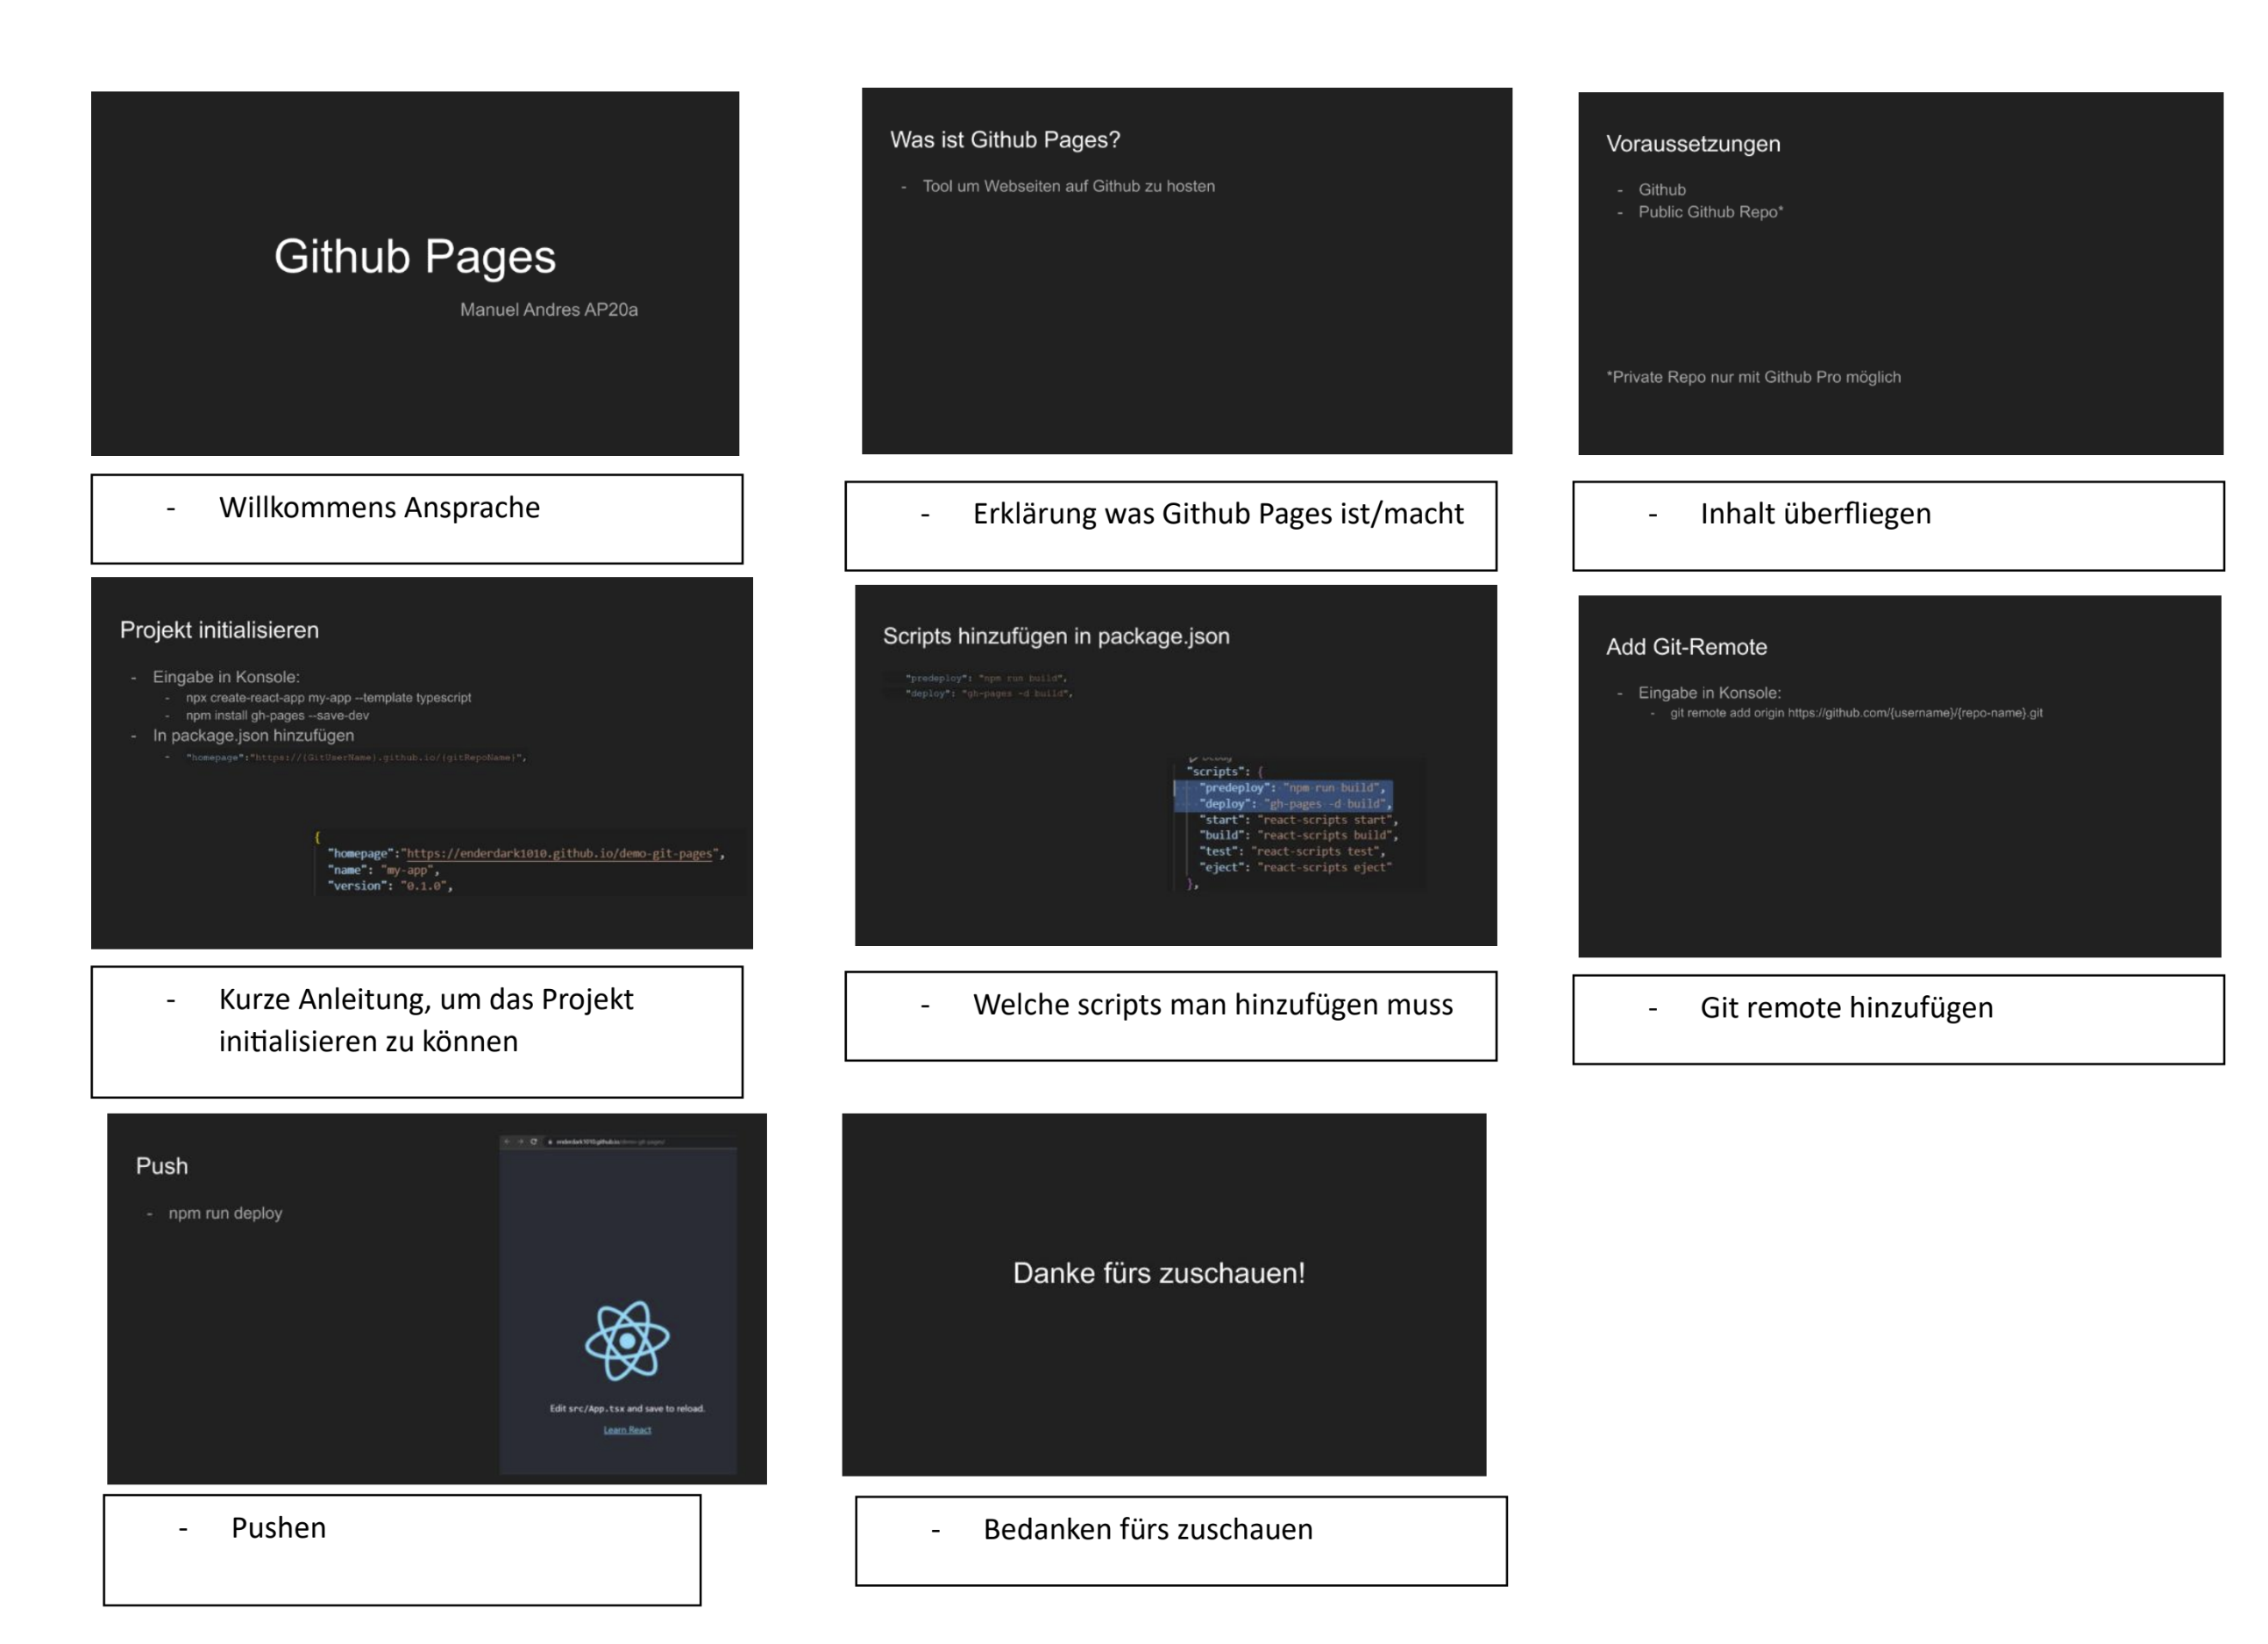 Github Pages
Manuel Andres AP20a
- Willkommens Ansprache
Was ist Github Pages?
- Tool um Webseiten auf Github zu hosten
- Erklärung was Github Pages ist/macht
Voraussetzungen
- Github
- Public Github Repo*
*Private Repo nur mit Github Pro möglich
- Inhalt überfliegen
Projekt initialisieren
- Eingabe in Konsole:
- npx create-react-app my-app --template typescript
- npm install gh-pages --save-dev
- In package.json hinzufügen
- "homepage":"https://{GitUserName}.github.io/{gitRepoName}",
{
"homepage":"https://enderdark1010.github.io/demo-git-pages",
"name": "my-app",
"version": "0.1.0",
- Kurze Anleitung, um das Projekt
initialisieren zu können
Scripts hinzufügen in package.json
"predeploy": "npm run build",
"deploy": "gh-pages -d build",
"scripts": {
"predeploy": "npm run build",
"deploy": "gh-pages -d build",
"start": "react-scripts start",
"build": "react-scripts build",
"test": "react-scripts test",
"eject": "react-scripts eject"
},
- Welche scripts man hinzufügen muss
Add Git-Remote
- Eingabe in Konsole:
- git remote add origin https://github.com/{username}/{repo-name}.git
- Git remote hinzufügen
Push
- npm run deploy
enderdark1010.github.io/demo-git-pages/
Edit src/App.tsx and save to reload.
Learn React
- Pushen
Danke fürs zuschauen!
- Bedanken fürs zuschauen